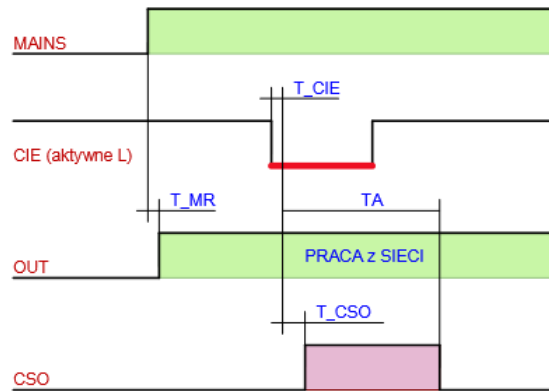 MAINS
T_CIE
CIE (aktywne L)
T_MR
TA
OUT
PRACA z SIECI
T_CSO
CSO